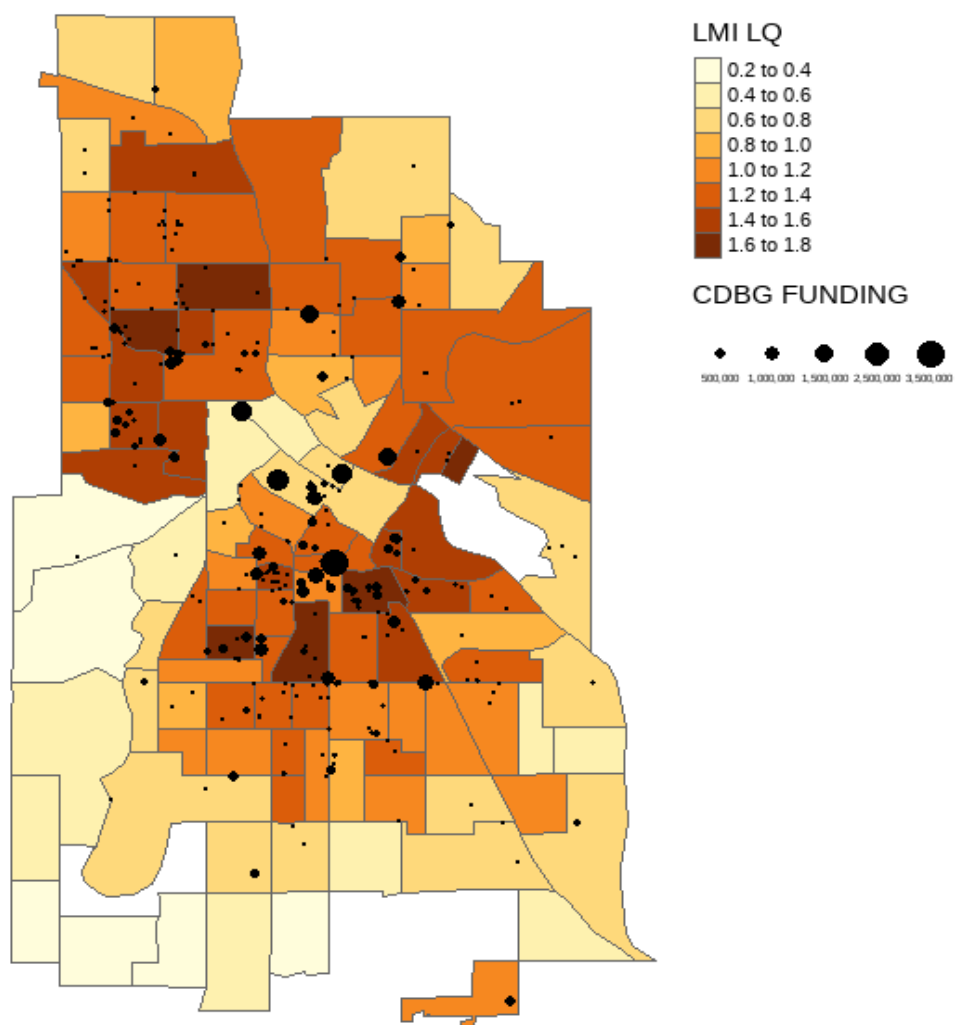 LMI LQ
0.2 to 0.4
0.4 to 0.6
0.6 to 0.8
0.8 to 1.0
1.0 to 1.2
1.2 to 1.4
1.4 to 1.6
1.6 to 1.8
CDBG FUNDING
500,000 1,000,000 1,500,000 2,500,000 3,500,000